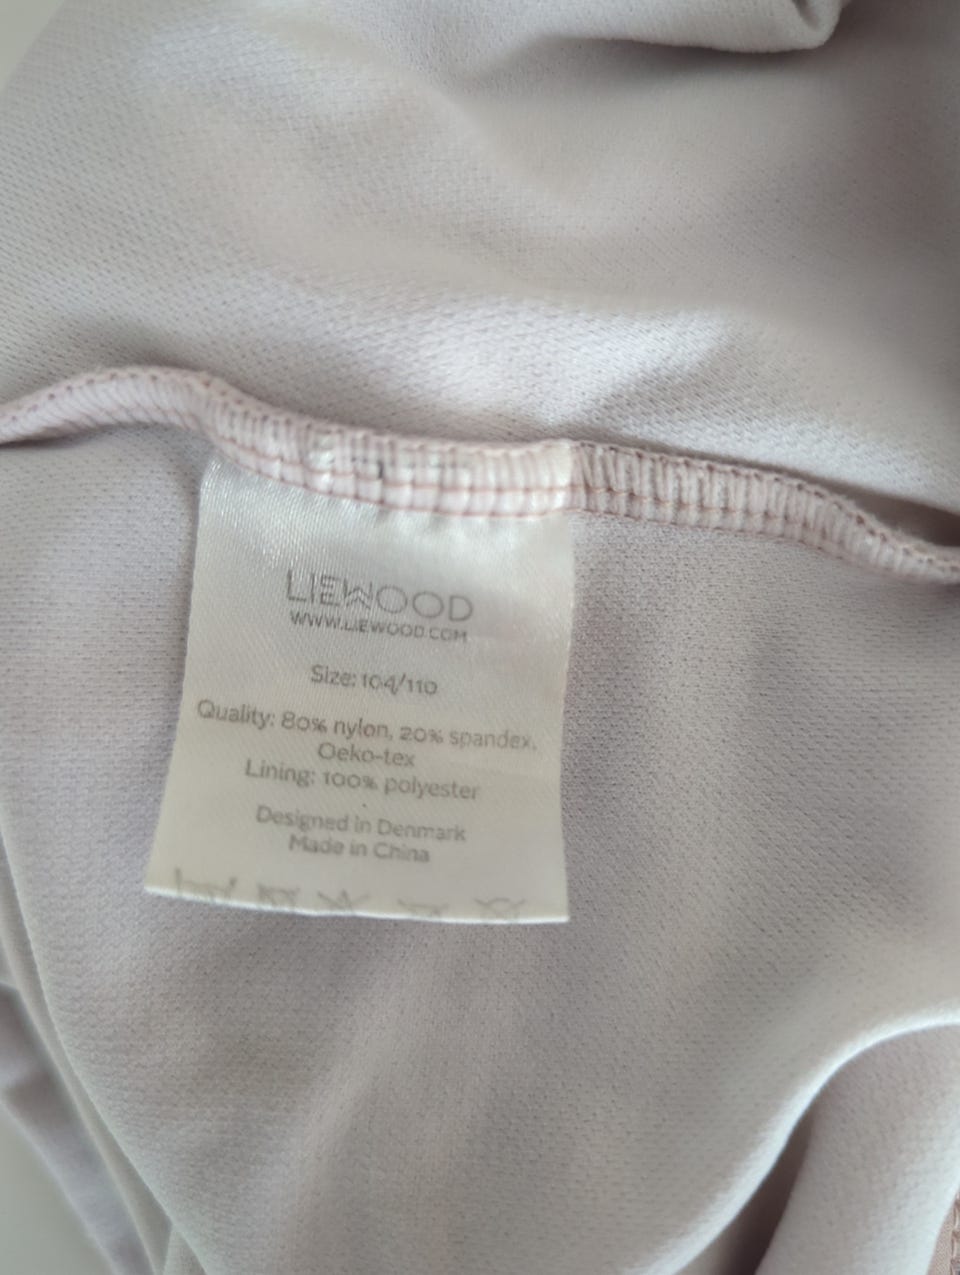 LIEWOOD
WWW.LIEWOOD.COM
Size: 104/110
Quality: 80% nylon, 20% spandex,
Oeko-tex
Lining: 100% polyester
Designed in Denmark
Made in China